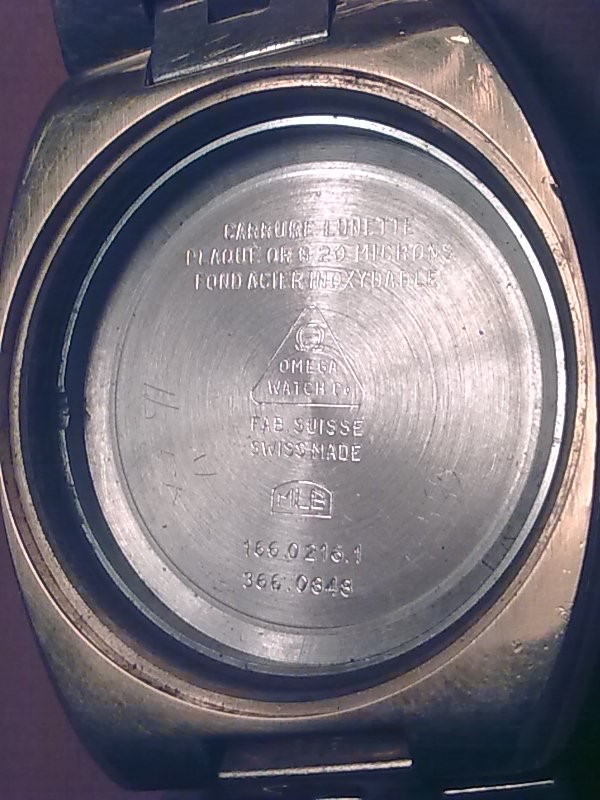 CARRURE LUNETTE
PLAQUE OR G 20 MICRONS
FOND ACIER INOXYDABLE
Ω
OMEGA
WATCH Co
FAB. SUISSE
SWISS MADE
MLB
166.0216.1
366.0848